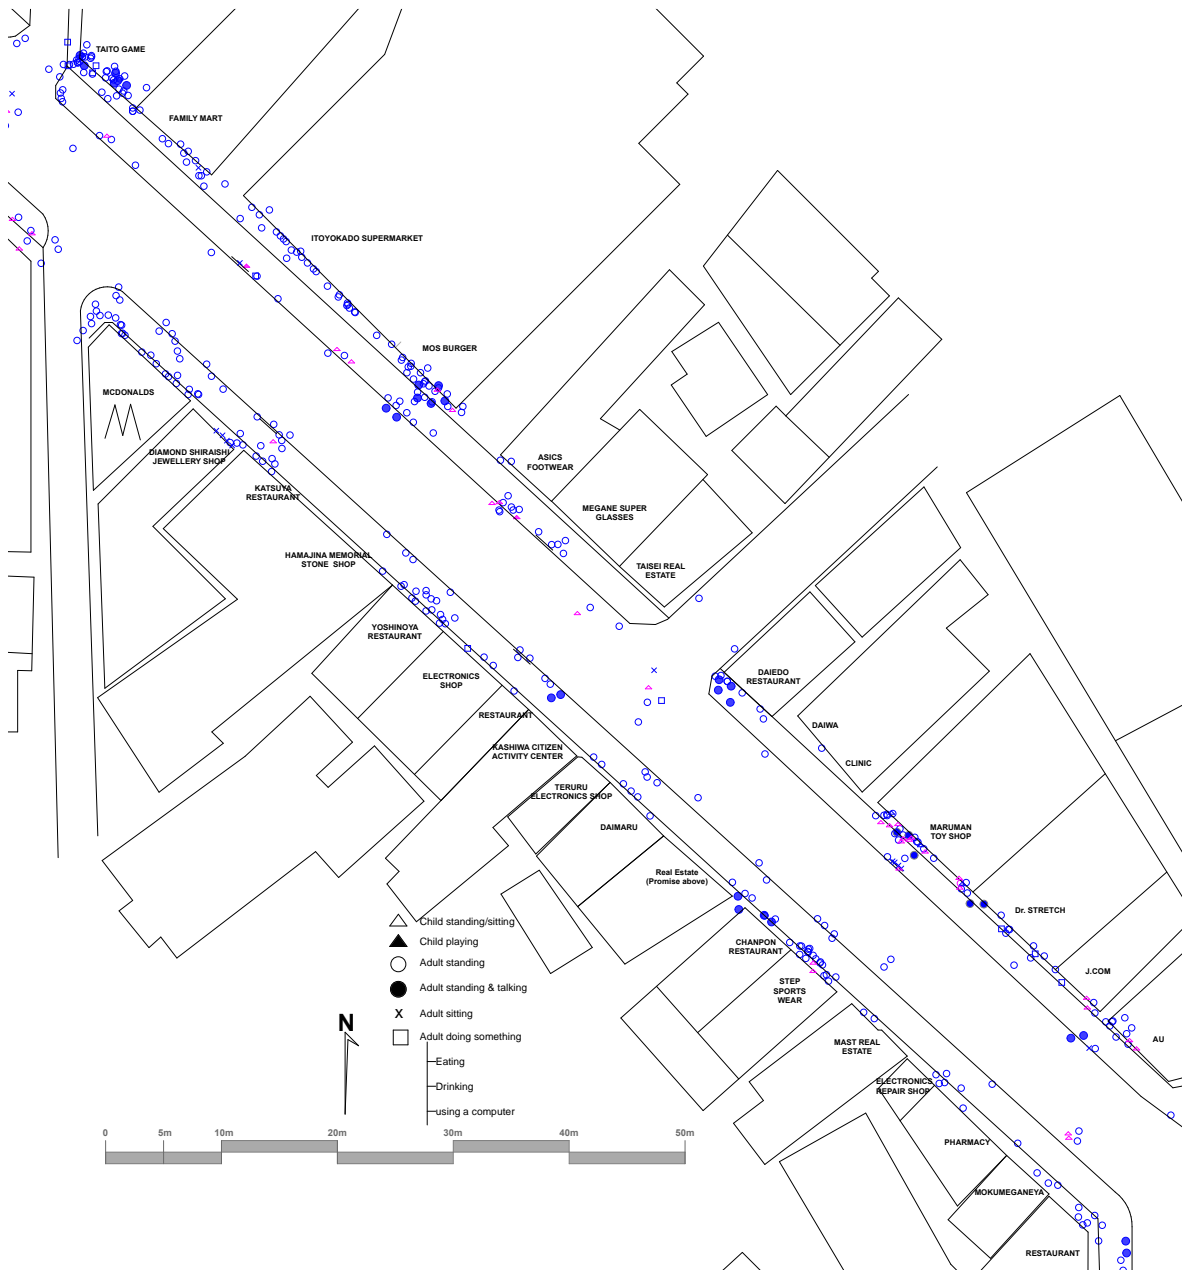 TAITO GAME
FAMILY MART
ITOYOKADO SUPERMARKET
MOS BURGER
MCDONALDS
DIAMOND SHIRAISHI
JEWELLERY SHOP
KATSUYA
RESTAURANT
ASICS
FOOTWEAR
MEGANE SUPER
GLASSES
HAMAJINA MEMORIAL
STONE SHOP
TAISEI REAL
ESTATE
YOSHINOYA
RESTAURANT
ELECTRONICS
SHOP
DAIEDO
RESTAURANT
RESTAURANT
DAIWA
KASHIWA CITIZEN
ACTIVITY CENTER
CLINIC
TERURU
ELECTRONICS SHOP
DAIMARU
MARUMAN
TOY SHOP
Real Estate
(Promise above)
Dr. STRETCH
CHANPON
RESTAURANT
STEP
SPORTS
WEAR
J.COM
MAST REAL
ESTATE
AU
ELECTRONICS
REPAIR SHOP
PHARMACY
MOKUMEGANEYA
RESTAURANT
Child standing/sitting
Child playing
Adult standing
Adult standing & talking
x Adult sitting
Adult doing something
Eating
Drinking
using a computer
N
0 5m 10m 20m 30m 40m 50m